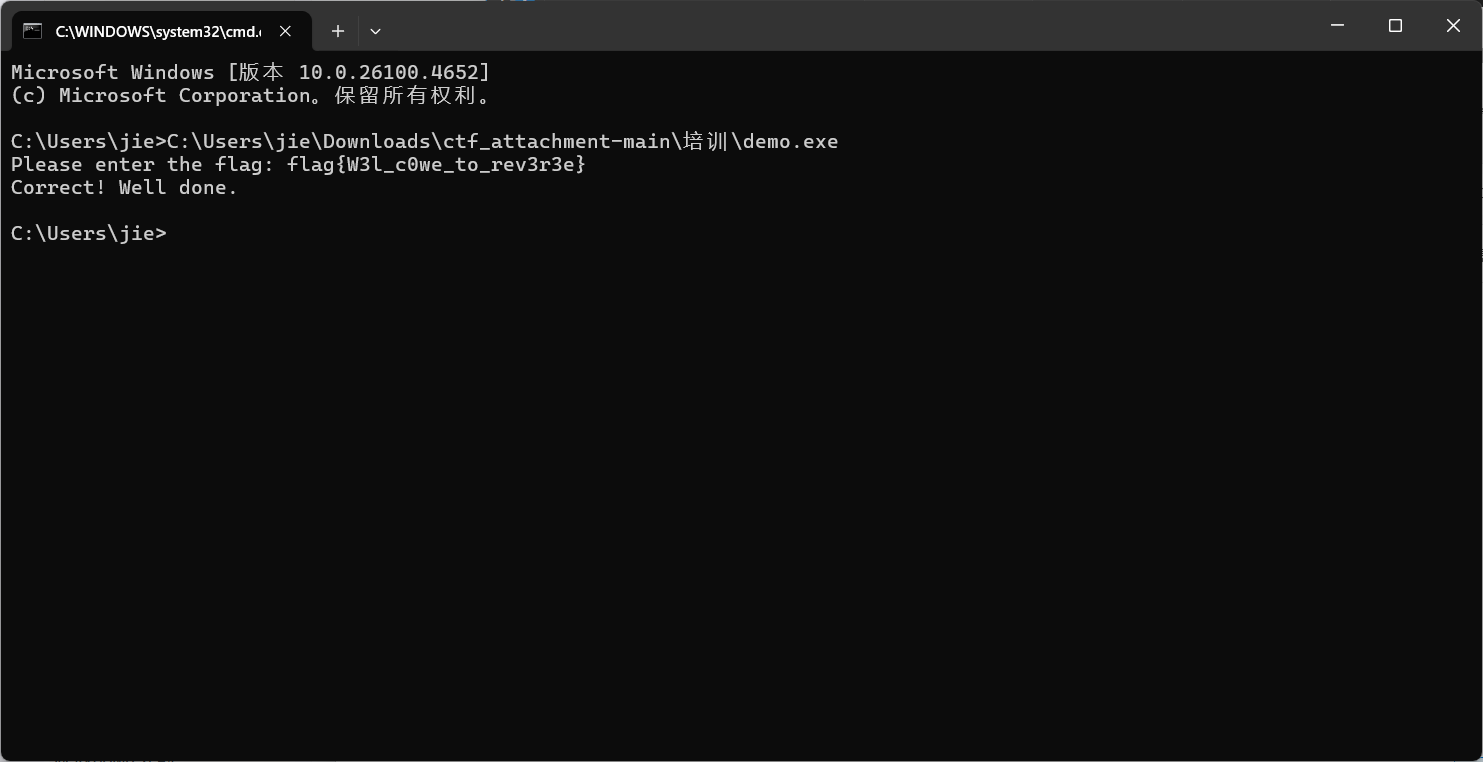 C:\WINDOWS\system32\cmd.
Microsoft Windows [版本 10.0.26100.4652]
(c) Microsoft Corporation。保留所有权利。
C:\Users\jie>C:\Users\jie\Downloads\ctf_attachment-main\培训\demo.exe
Please enter the flag: flag{W3l_c0we_to_rev3r3e}
Correct! Well done.
C:\Users\jie>